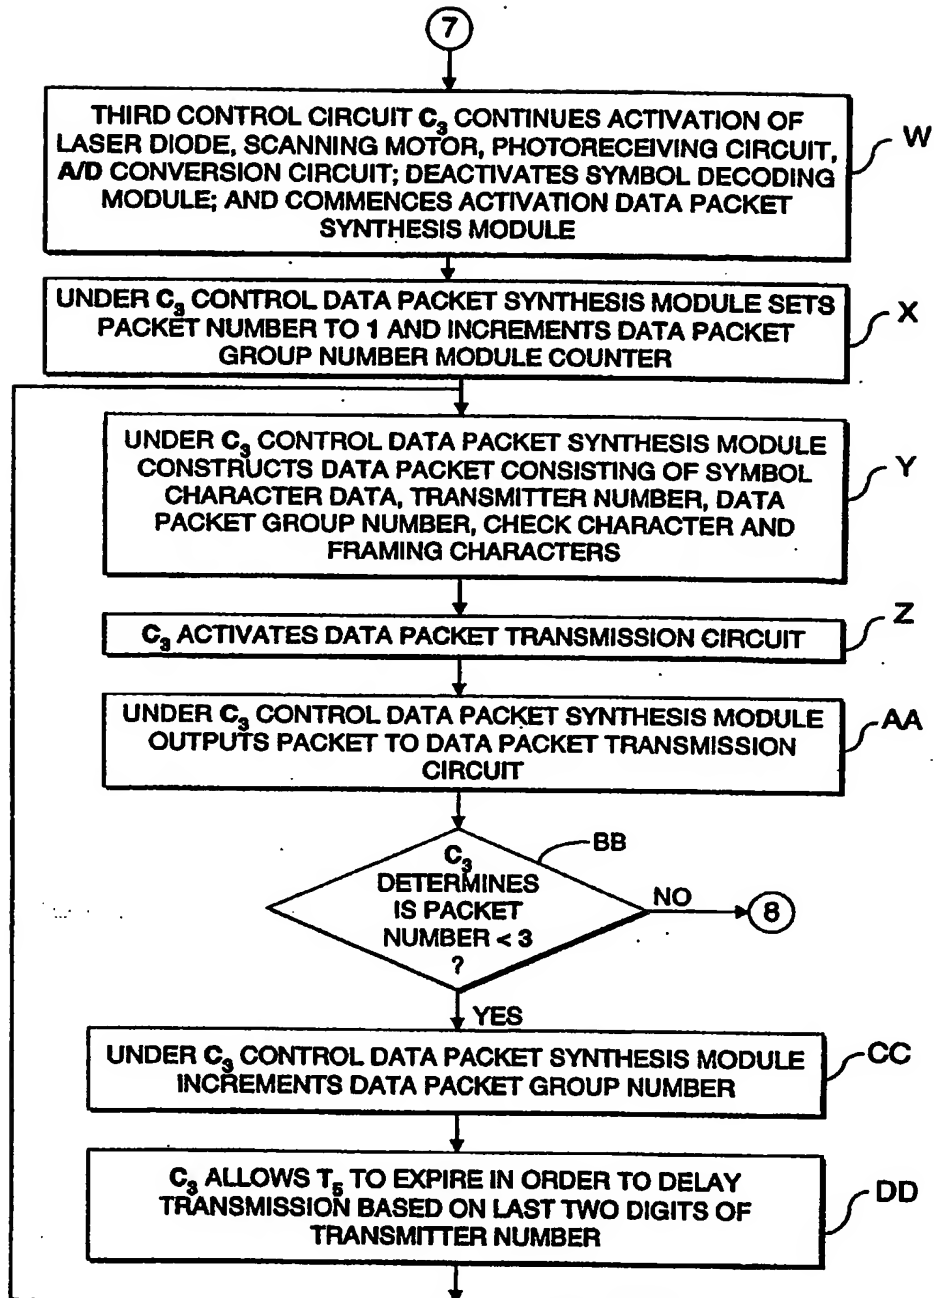 7
THIRD CONTROL CIRCUIT C3 CONTINUES ACTIVATION OF
LASER DIODE, SCANNING MOTOR, PHOTORECEIVING CIRCUIT,
A/D CONVERSION CIRCUIT; DEACTIVATES SYMBOL DECODING
MODULE; AND COMMENCES ACTIVATION DATA PACKET
SYNTHESIS MODULE
W
UNDER C3 CONTROL DATA PACKET SYNTHESIS MODULE SETS
PACKET NUMBER TO 1 AND INCREMENTS DATA PACKET
GROUP NUMBER MODULE COUNTER
X
UNDER C3 CONTROL DATA PACKET SYNTHESIS MODULE
CONSTRUCTS DATA PACKET CONSISTING OF SYMBOL
CHARACTER DATA, TRANSMITTER NUMBER, DATA
PACKET GROUP NUMBER, CHECK CHARACTER AND
FRAMING CHARACTERS
Y
C3 ACTIVATES DATA PACKET TRANSMISSION CIRCUIT
Z
UNDER C3 CONTROL DATA PACKET SYNTHESIS MODULE
OUTPUTS PACKET TO DATA PACKET TRANSMISSION
CIRCUIT
AA
C3
DETERMINES
IS PACKET
NUMBER < 3
?
BB
NO
8
YES
UNDER C3 CONTROL DATA PACKET SYNTHESIS MODULE
INCREMENTS DATA PACKET GROUP NUMBER
CC
C3 ALLOWS T5 TO EXPIRE IN ORDER TO DELAY
TRANSMISSION BASED ON LAST TWO DIGITS OF
TRANSMITTER NUMBER
DD